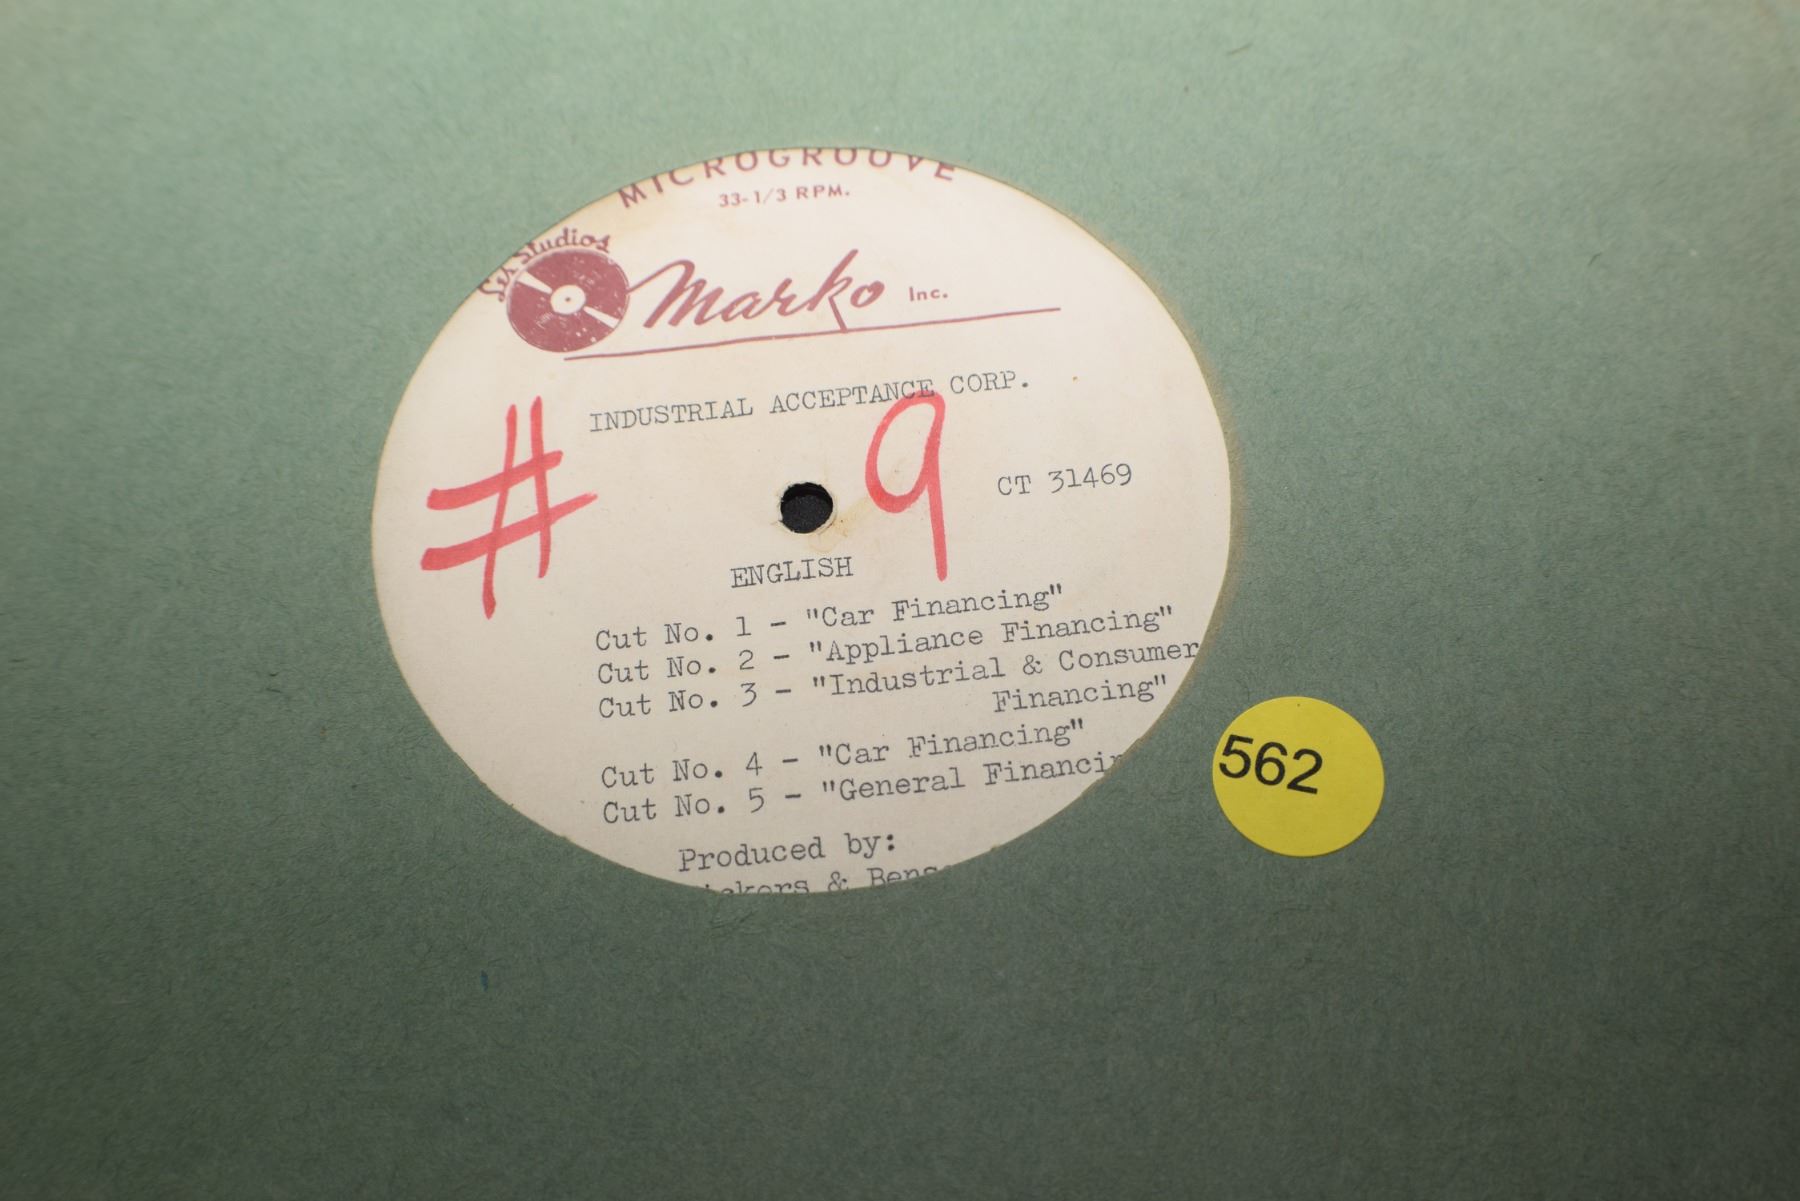 MICROGROOVE
33-1/3 RPM.
Studios
Marko Inc.
INDUSTRIAL ACCEPTANCE CORP.
# 9
CT 31469
ENGLISH
Cut No. 1 - "Car Financing"
Cut No. 2 - "Appliance Financing"
Cut No. 3 - "Industrial & Consumer
Financing"
Cut No. 4 - "Car Financing"
Cut No. 5 - "General
Produced by:
&
562